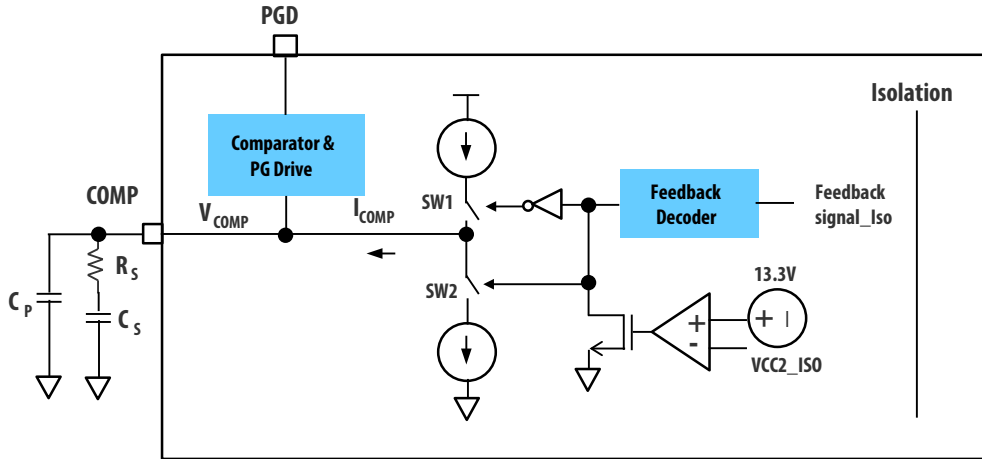 PGD
Isolation
Comparator &
PG Drive
COMP
V COMP
I COMP
SW1
Feedback
Decoder
Feedback
signal_Iso
R S
C P
C S
SW2
13.3V
+ -
+ |
VCC2_ISO